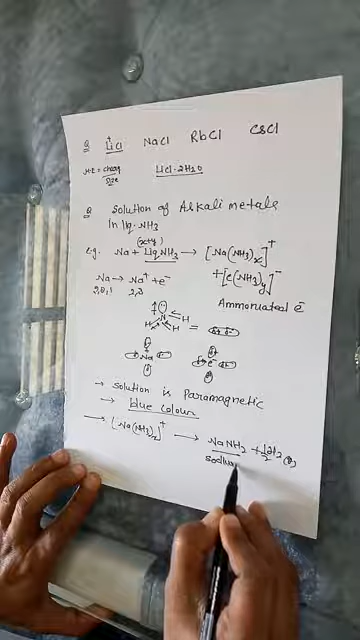 Q LiCl⁺ NaCl RbCl CsCl
H·E = charg/Size LiCl·2H₂O
Q Solution of Alkali metals
in liq·NH₃
(x+y)
e.g. Na + Liq NH₃ → [Na(NH₃)x]⁺
Na → Na⁺ + e⁻ + [e(NH₃)y]⁻
2,8,1 2,8 Ammoniated e⁻
N
H H H = δ+ δ-
Na e⁻
→ Solution is Paramagnetic
→ blue colour
→ [Na(NH₃)x]⁺ → NaNH₂ + ½H₂(g)